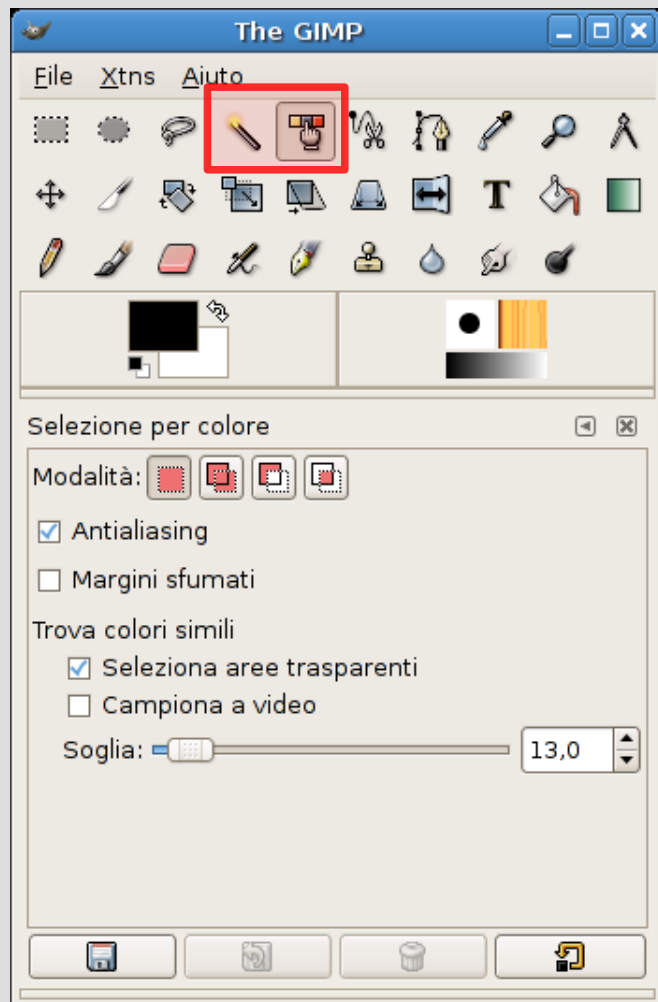 The GIMP
File Xtns Aiuto
Selezione per colore
Modalità:
Antialiasing
Margini sfumati
Trova colori simili
Seleziona aree trasparenti
Campiona a video
Soglia: 13,0